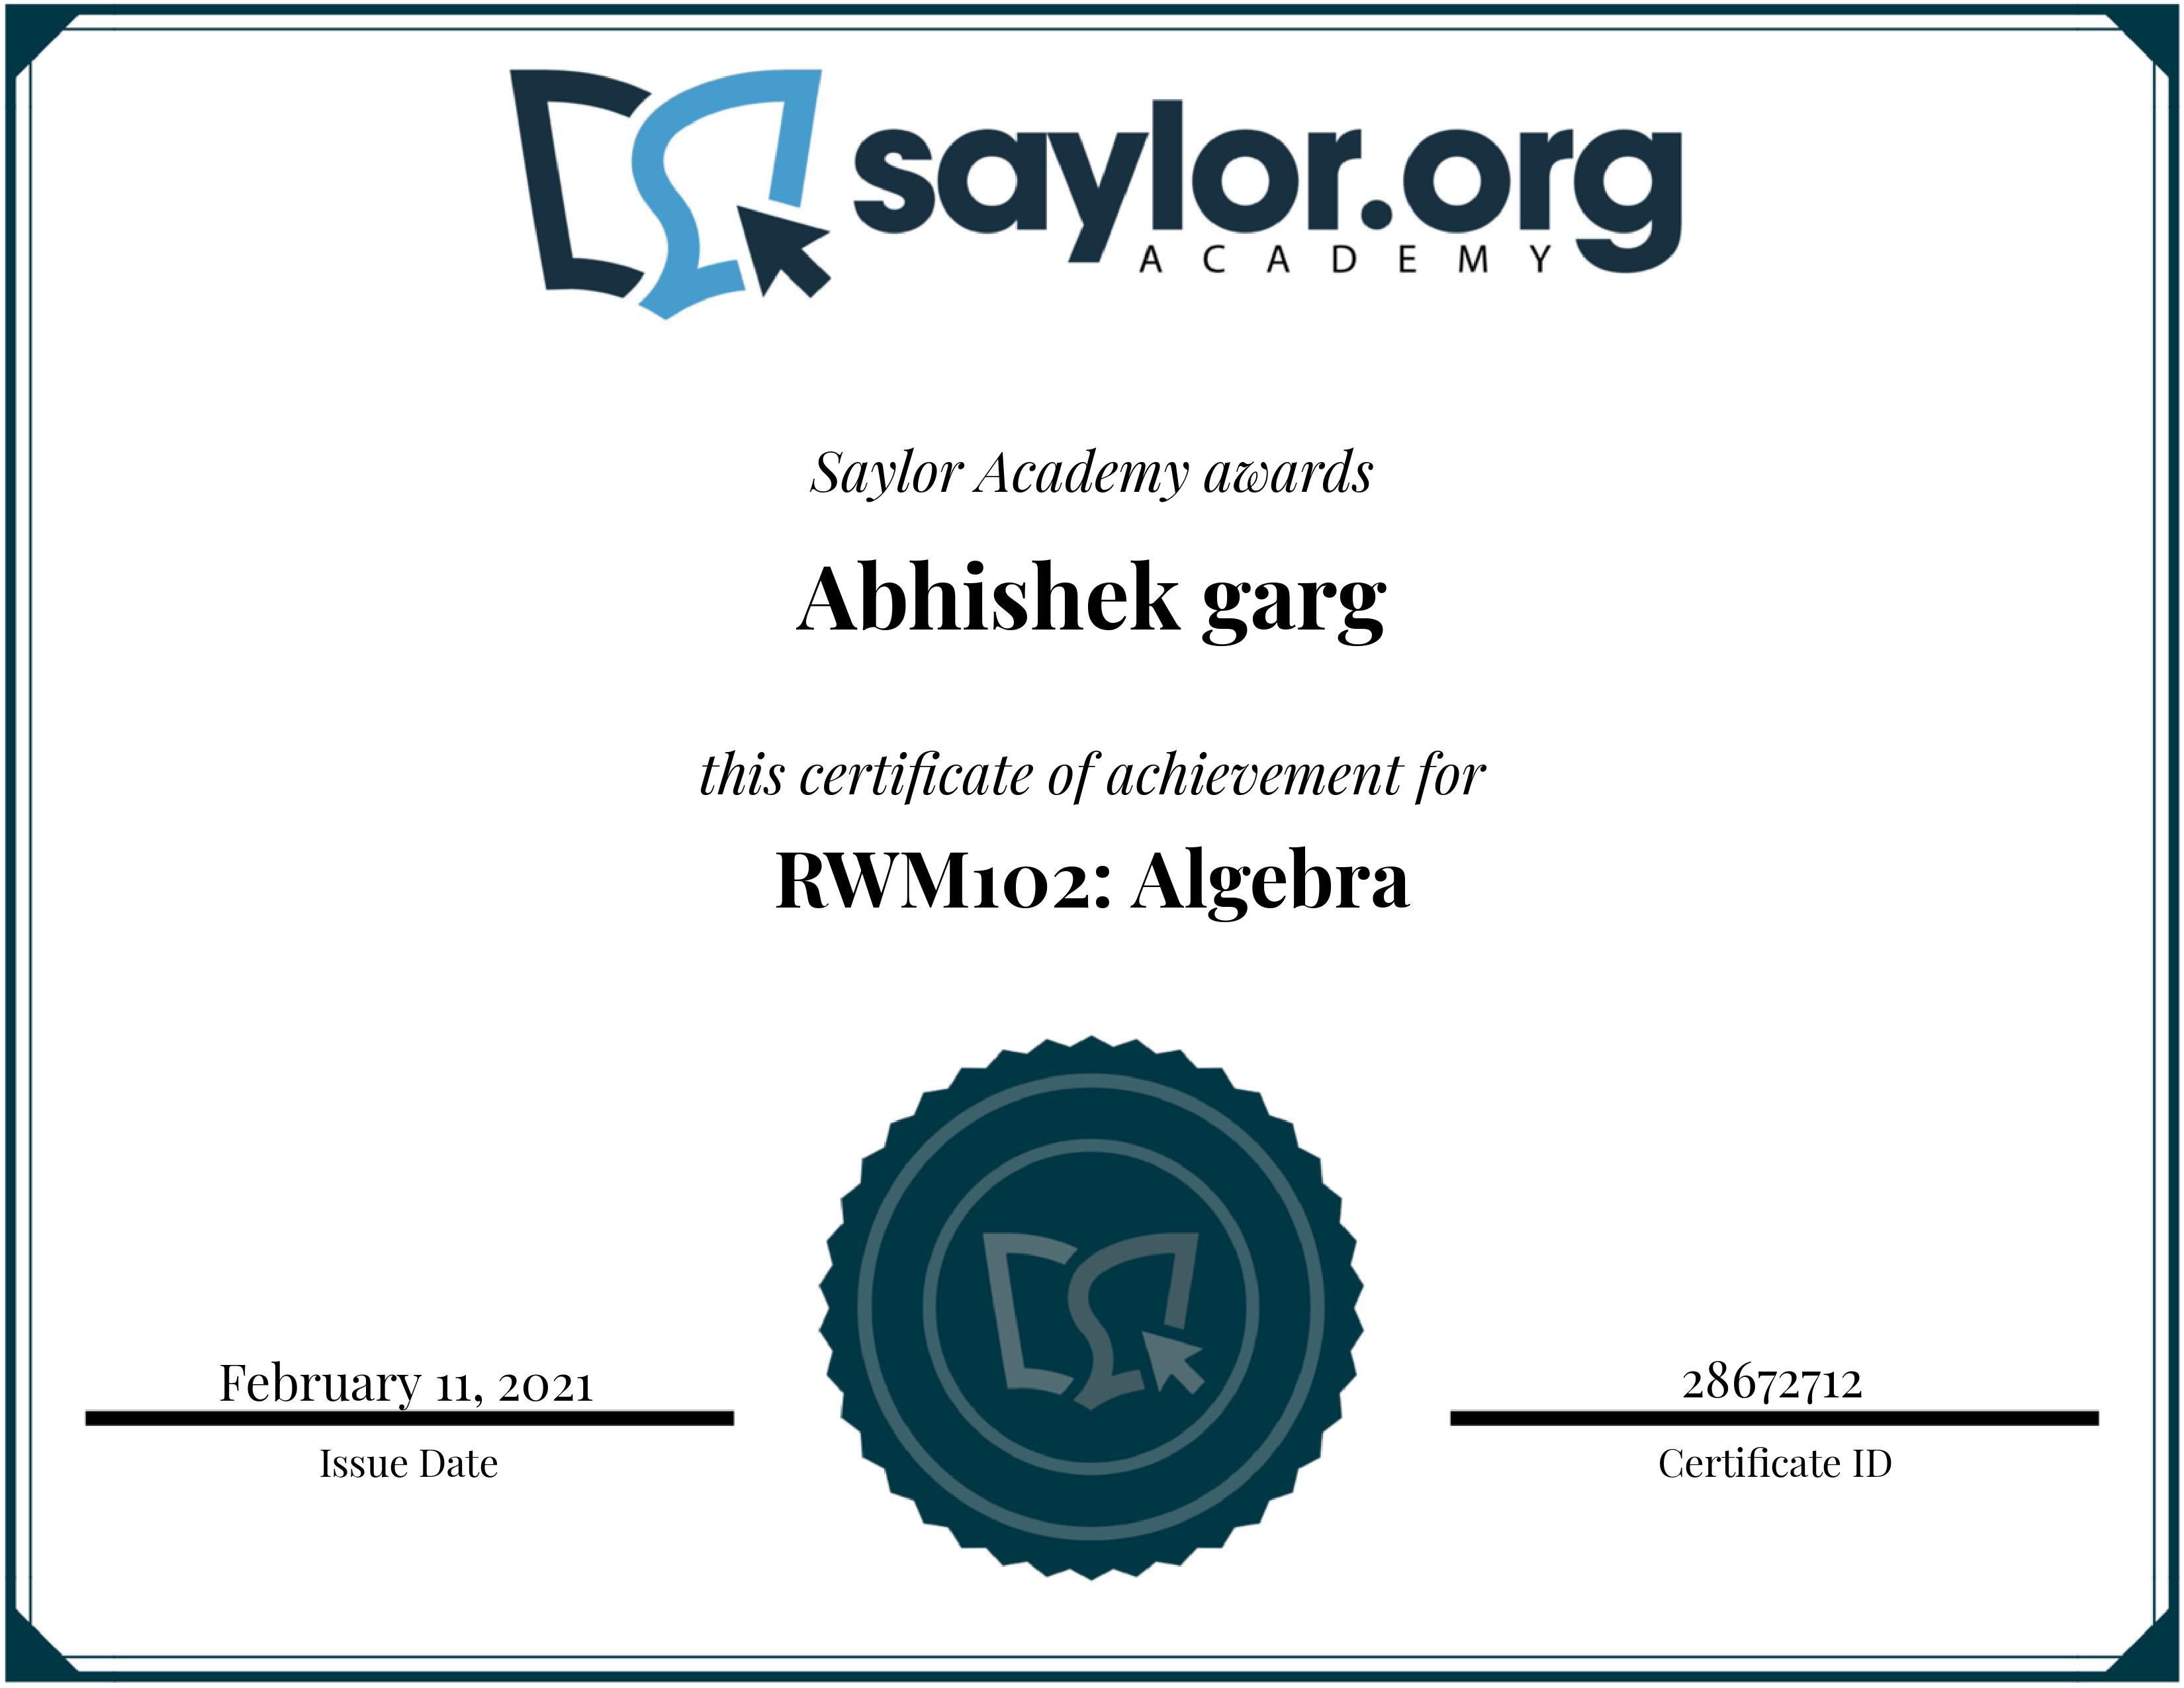 saylor.org
ACADEMY
Saylor Academy awards
Abhishek garg
this certificate of achievement for
RWM102: Algebra
February 11, 2021
Issue Date
28672712
Certificate ID